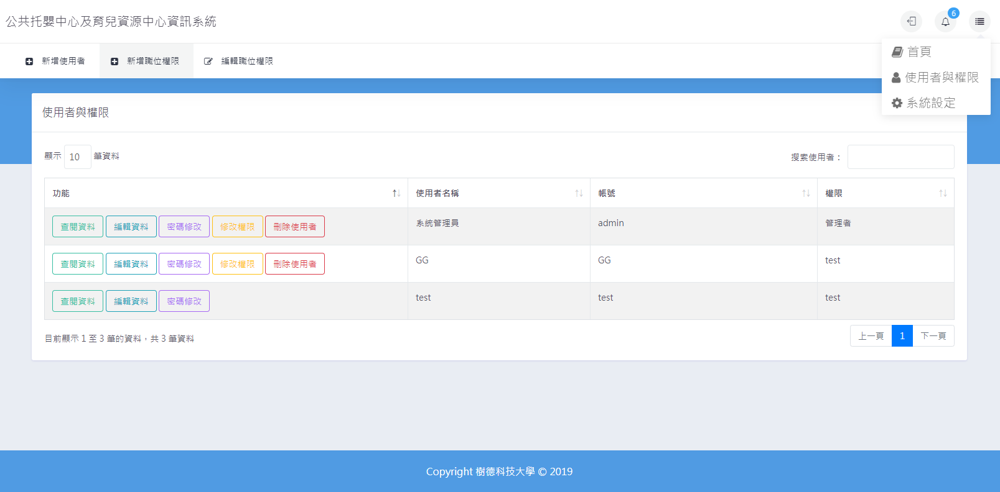 公共托嬰中心及育兒資源中心資訊系統
6
新增使用者 新增職位權限 編輯職位權限
首頁
使用者與權限
系統設定
使用者與權限
顯示 10 筆資料 搜索使用者：
功能 使用者名稱 帳號 權限
查閱資料 編輯資料 密碼修改 修改權限 刪除使用者 系統管理員 admin 管理者
查閱資料 編輯資料 密碼修改 修改權限 刪除使用者 GG GG test
查閱資料 編輯資料 密碼修改 test test test
目前顯示 1 至 3 筆的資料，共 3 筆資料 上一頁 1 下一頁
Copyright 樹德科技大學 © 2019